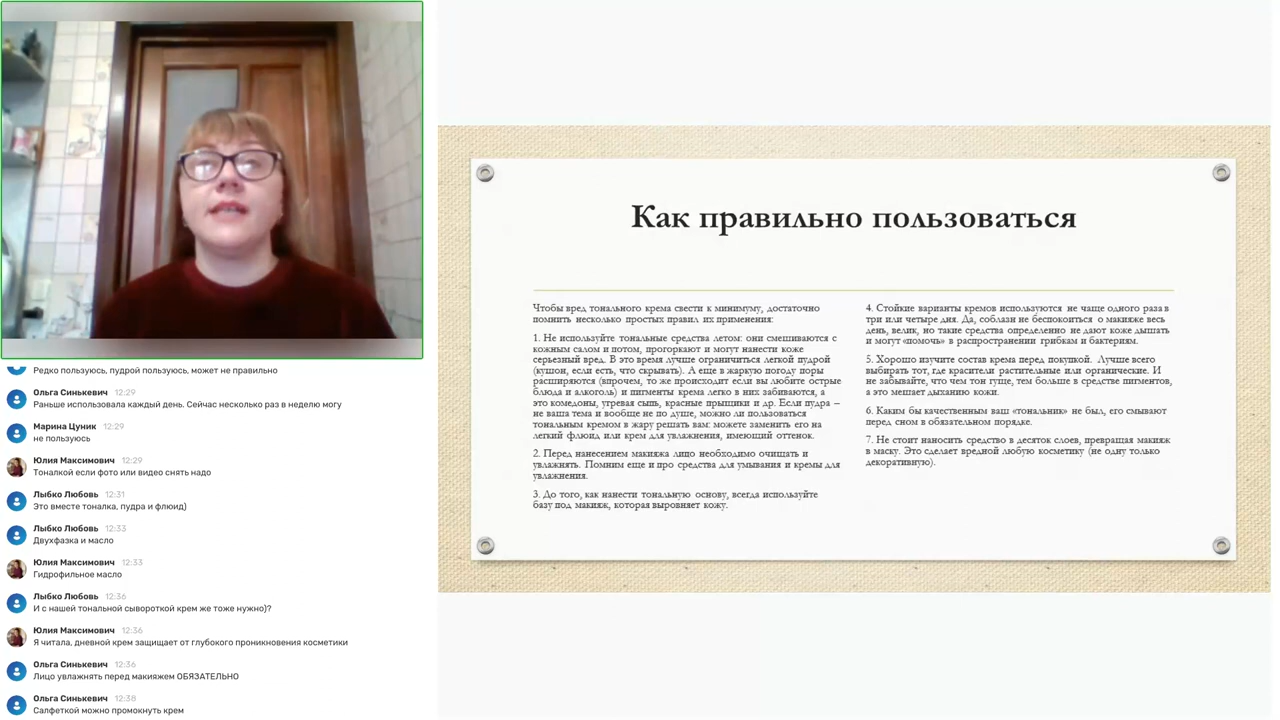 Редко пользуюсь, пудрой пользуюсь, может не правильно
Ольга Синькевич 12:29
Раньше использовала каждый день. Сейчас несколько раз в неделю могу
Марина Цуник 12:29
не пользуюсь
Юлия Максимович 12:29
Тоналкой если фото или видео снять надо
Лыбко Любовь 12:31
Это вместе тоналка, пудра и флюид)
Лыбко Любовь 12:33
Двухфазка и масло
Юлия Максимович 12:33
Гидрофильное масло
Лыбко Любовь 12:36
И с нашей тональной сывороткой крем же тоже нужно)?
Юлия Максимович 12:36
Я читала, дневной крем защищает от глубокого проникновения косметики
Ольга Синькевич 12:36
Лицо увлажнять перед макияжем ОБЯЗАТЕЛЬНО
Ольга Синькевич 12:38
Салфеткой можно промокнуть крем
Как правильно пользоваться
Чтобы вред тонального крема свести к минимуму, достаточно
помнить несколько простых правил их применения:
1. Не используйте тональные средства летом: они смешиваются с
кожным салом и потом, прогоркают и могут нанести коже
серьезный вред. В это время лучше ограничиться легкой пудрой
(кушон, если есть, что скрывать). А еще в жаркую погоду поры
расширяются (впрочем, то же происходит если вы любите острые
блюда и алкоголь) и пигменты крема легко в них забиваются, а
это комедоны, угревая сыпь, красные прыщики и др. Если пудра –
не ваша тема и вообще не по душе, можно ли пользоваться
тональным кремом в жару решать вам: можете заменить его на
легкий флюид или крем для увлажнения, имеющий оттенок.
2. Перед нанесением макияжа лицо необходимо очищать и
увлажнять. Помним еще и про средства для умывания и кремы для
увлажнения.
3. До того, как нанести тональную основу, всегда используйте
базу под макияж, которая выровняет кожу.
4. Стойкие варианты кремов используются не чаще одного раза в
три или четыре дня. Да, соблазн не беспокоиться о макияже весь
день, велик, но такие средства определенно не дают коже дышать
и могут «помочь» в распространении грибкам и бактериям.
5. Хорошо изучите состав крема перед покупкой. Лучше всего
выбирать тот, где красители растительные или органические. И
не забывайте, что чем тон гуще, тем больше в средстве пигментов,
а это мешает дыханию кожи.
6. Каким бы качественным ваш «тональник» не был, его смывают
перед сном в обязательном порядке.
7. Не стоит наносить средство в десяток слоев, превращая макияж
в маску. Это сделает вредной любую косметику (не одну только
декоративную).